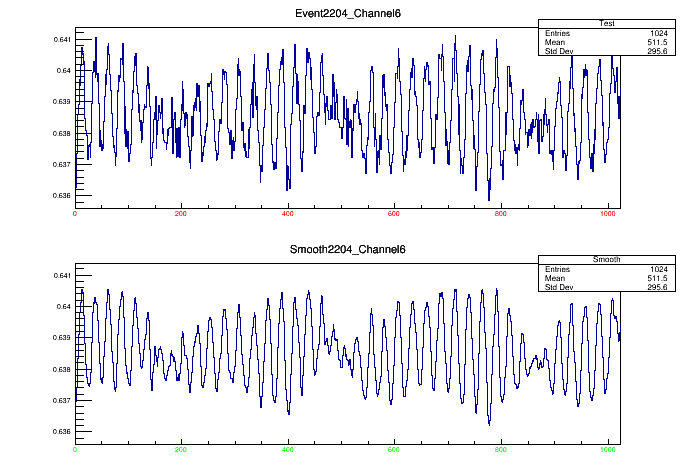 Event2204_Channel6
Test
Entries 1024
Mean 511.5
Std Dev 295.6
0.641
0.64
0.639
0.638
0.637
0.636
0 200 400 600 800 1000
Smooth2204_Channel6
Smooth
Entries 1024
Mean 511.5
Std Dev 295.6
0.641
0.64
0.639
0.638
0.637
0.636
0 200 400 600 800 1000